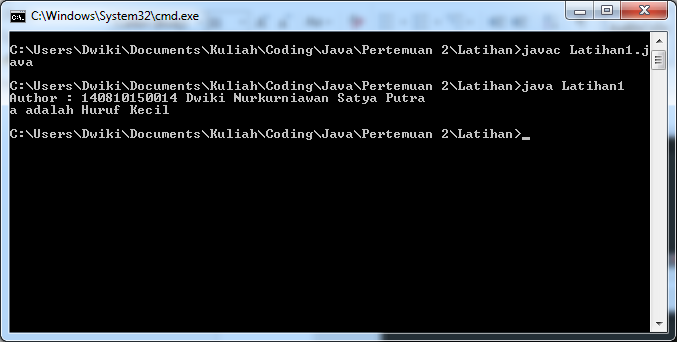 C:\Windows\System32\cmd.exe
C:\Users\Dwiki\Documents\Kuliah\Coding\Java\Pertemuan 2\Latihan>javac Latihan1.j
ava
C:\Users\Dwiki\Documents\Kuliah\Coding\Java\Pertemuan 2\Latihan>java Latihan1
Author : 140810150014 Dwiki Nurkurniawan Satya Putra
a adalah Huruf Kecil
C:\Users\Dwiki\Documents\Kuliah\Coding\Java\Pertemuan 2\Latihan>_